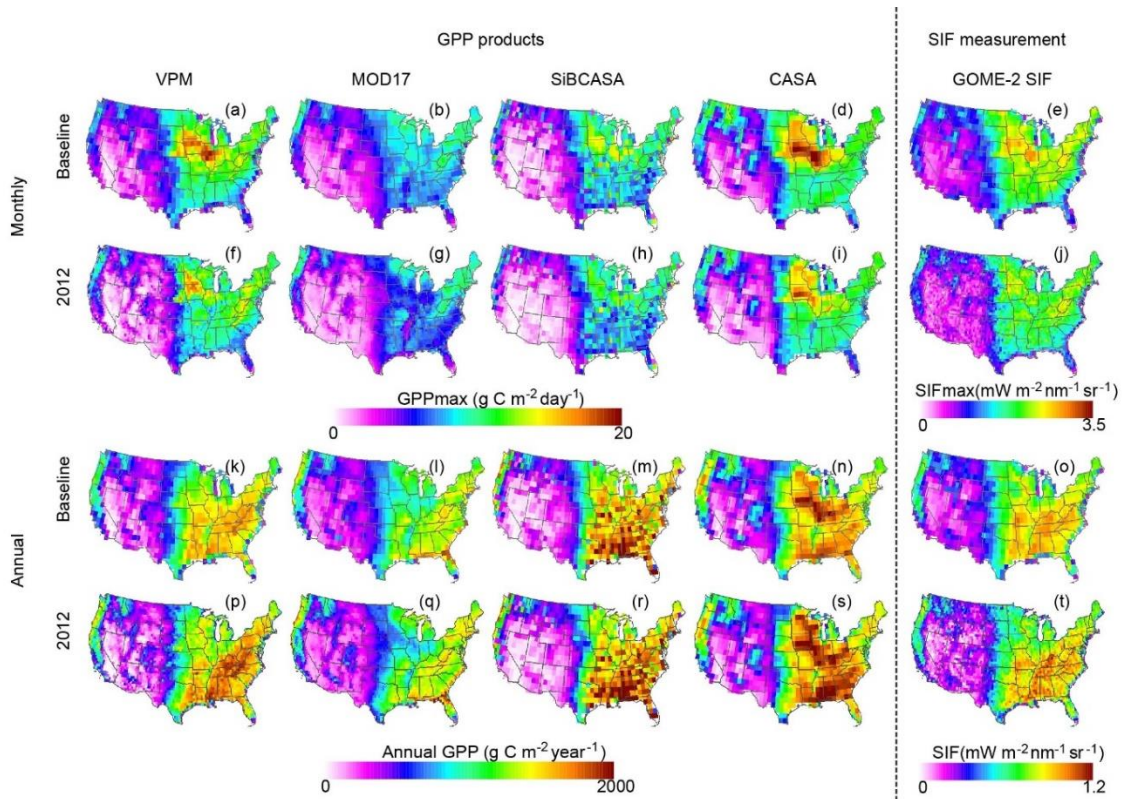 GPP products
SIF measurement
VPM
MOD17
SiBCASA
CASA
GOME-2 SIF
Monthly
Baseline
(a)
(b)
(c)
(d)
(e)
2012
(f)
(g)
(h)
(i)
(j)
GPPmax (g C m⁻² day⁻¹)
0
20
SIFmax(mW m⁻² nm⁻¹ sr⁻¹)
0
3.5
Annual
Baseline
(k)
(l)
(m)
(n)
(o)
2012
(p)
(q)
(r)
(s)
(t)
Annual GPP (g C m⁻² year⁻¹)
0
2000
SIF(mW m⁻² nm⁻¹ sr⁻¹)
0
1.2